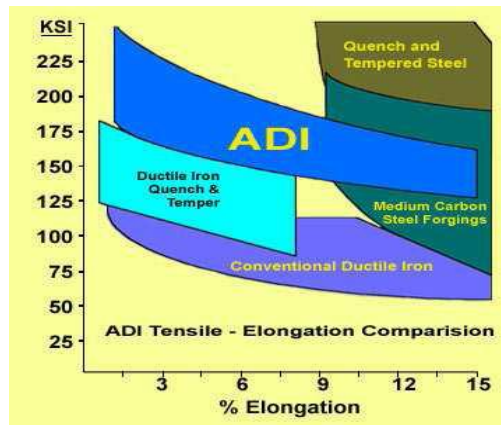 KSI
225
200
175
150
125
100
75
50
25
Quench and
Tempered Steel
ADI
Ductile Iron
Quench &
Temper
Medium Carbon
Steel Forgings
Conventional Ductile Iron
ADI Tensile - Elongation Comparision
3 6 9 12 15
% Elongation